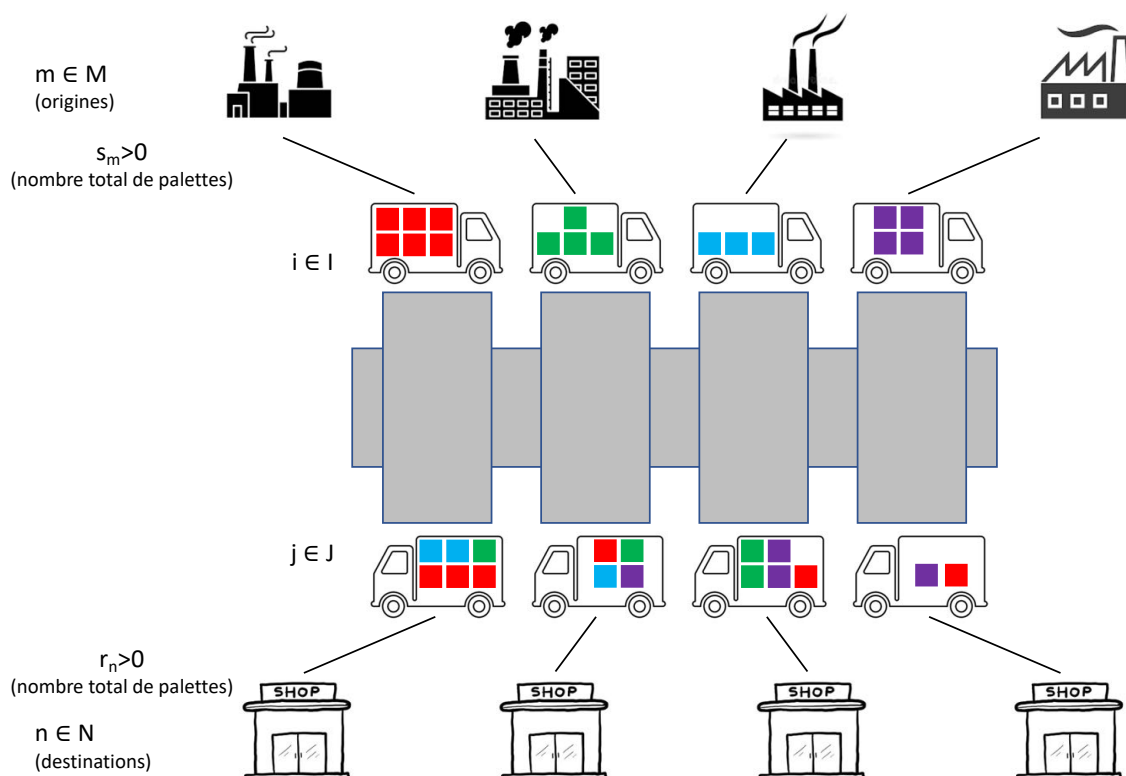 m ∈ M
(origines)
sₘ>0
(nombre total de palettes)
i ∈ I
j ∈ J
rₙ>0
(nombre total de palettes)
SHOP SHOP SHOP SHOP
n ∈ N
(destinations)